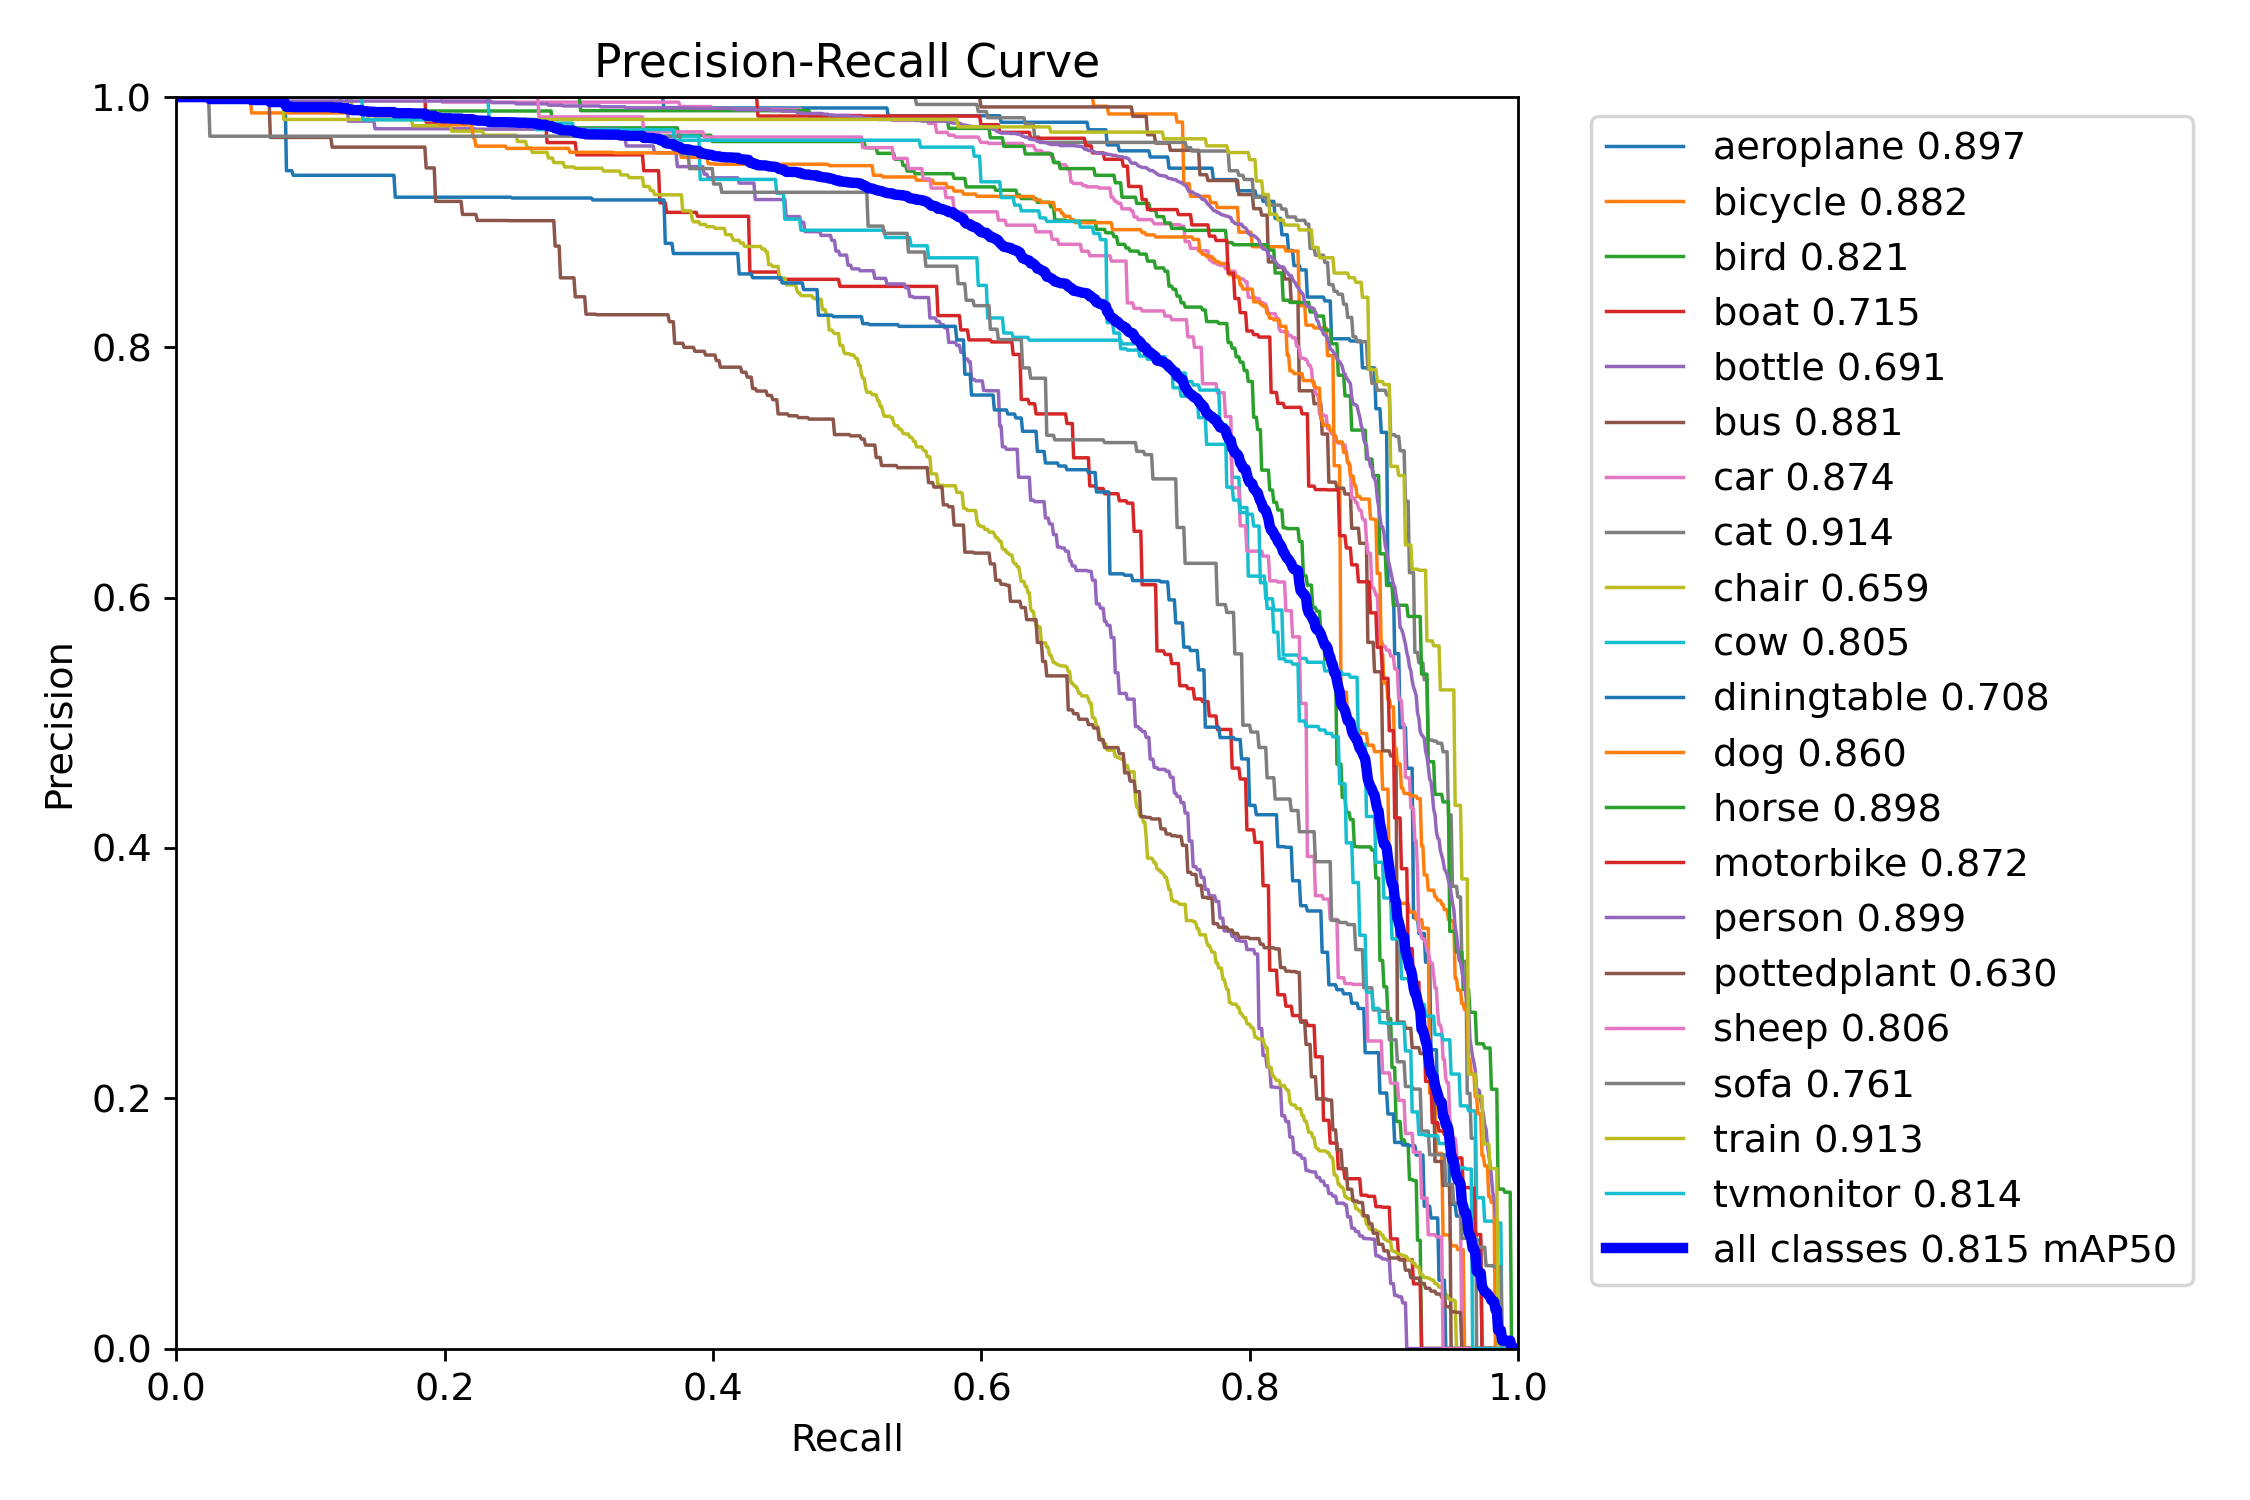 Precision-Recall Curve
1.0
0.8
0.6
0.4
0.2
0.0
Precision
0.0 0.2 0.4 0.6 0.8 1.0
Recall
aeroplane 0.897
bicycle 0.882
bird 0.821
boat 0.715
bottle 0.691
bus 0.881
car 0.874
cat 0.914
chair 0.659
cow 0.805
diningtable 0.708
dog 0.860
horse 0.898
motorbike 0.872
person 0.899
pottedplant 0.630
sheep 0.806
sofa 0.761
train 0.913
tvmonitor 0.814
all classes 0.815 mAP50